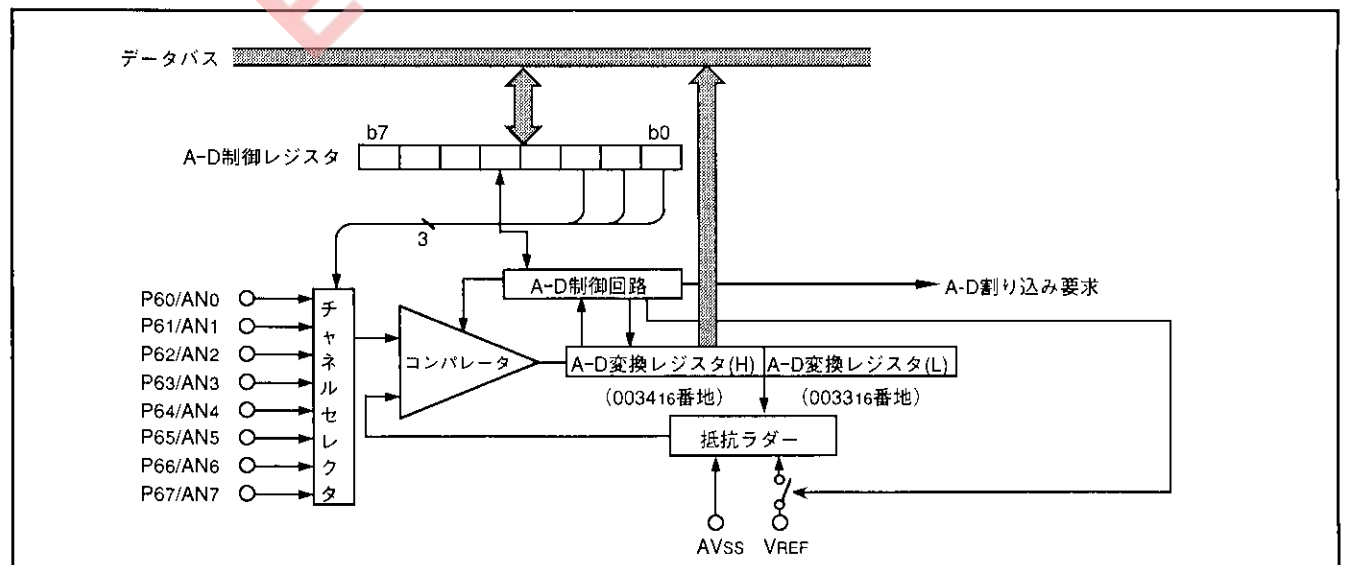 データバス
b7
b0
A-D制御レジスタ
3
A-D制御回路
A-D割り込み要求
P60/AN0
P61/AN1
P62/AN2
P63/AN3
P64/AN4
P65/AN5
P66/AN6
P67/AN7
チャネルセレクタ
コンパレータ
A-D変換レジスタ(H)
A-D変換レジスタ(L)
(003416番地)
(003316番地)
抵抗ラダー
AVSS
VREF